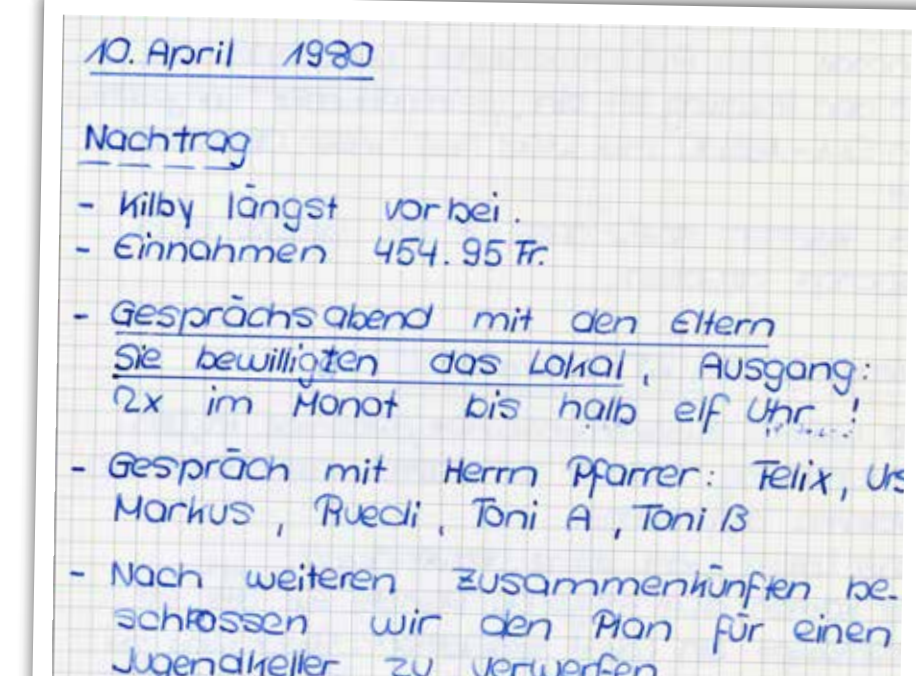 10. April 1980
Nachtrag
- Kilby längst vorbei.
- Einnahmen 454.95 Fr.
- Gesprächsabend mit den Eltern
Sie bewilligten das Lokal, Ausgang:
2x im Monat bis halb elf Uhr !
- Gespräch mit Herrn Pfarrer: Felix, Urs
Markus, Ruedi, Toni A, Toni B
- Nach weiteren Zusammenkünften be-
schlossen wir den Plan für einen
Jugendkeller zu verwerfen